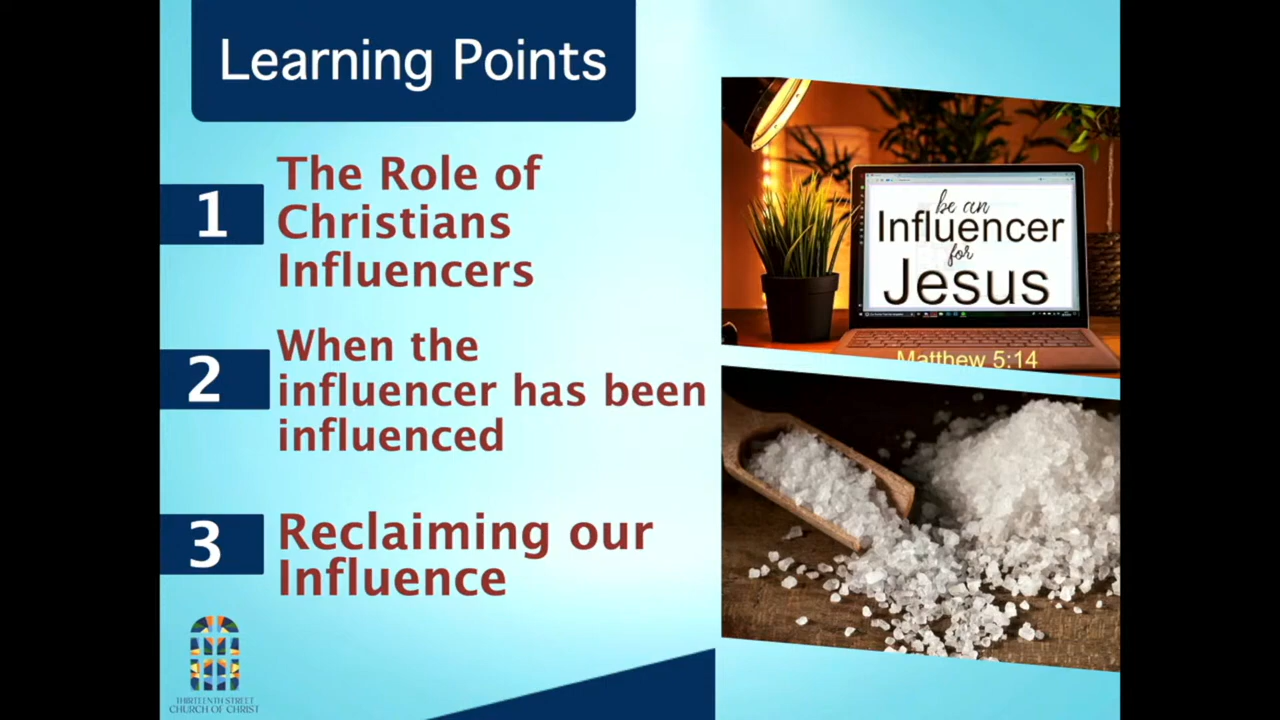 Learning Points
1
The Role of
Christians
Influencers
2
When the
influencer has been
influenced
3
Reclaiming our
Influence
be an
Influencer
for
Jesus
Matthew 5:14
THIRTEENTH STREET
CHURCH OF CHRIST